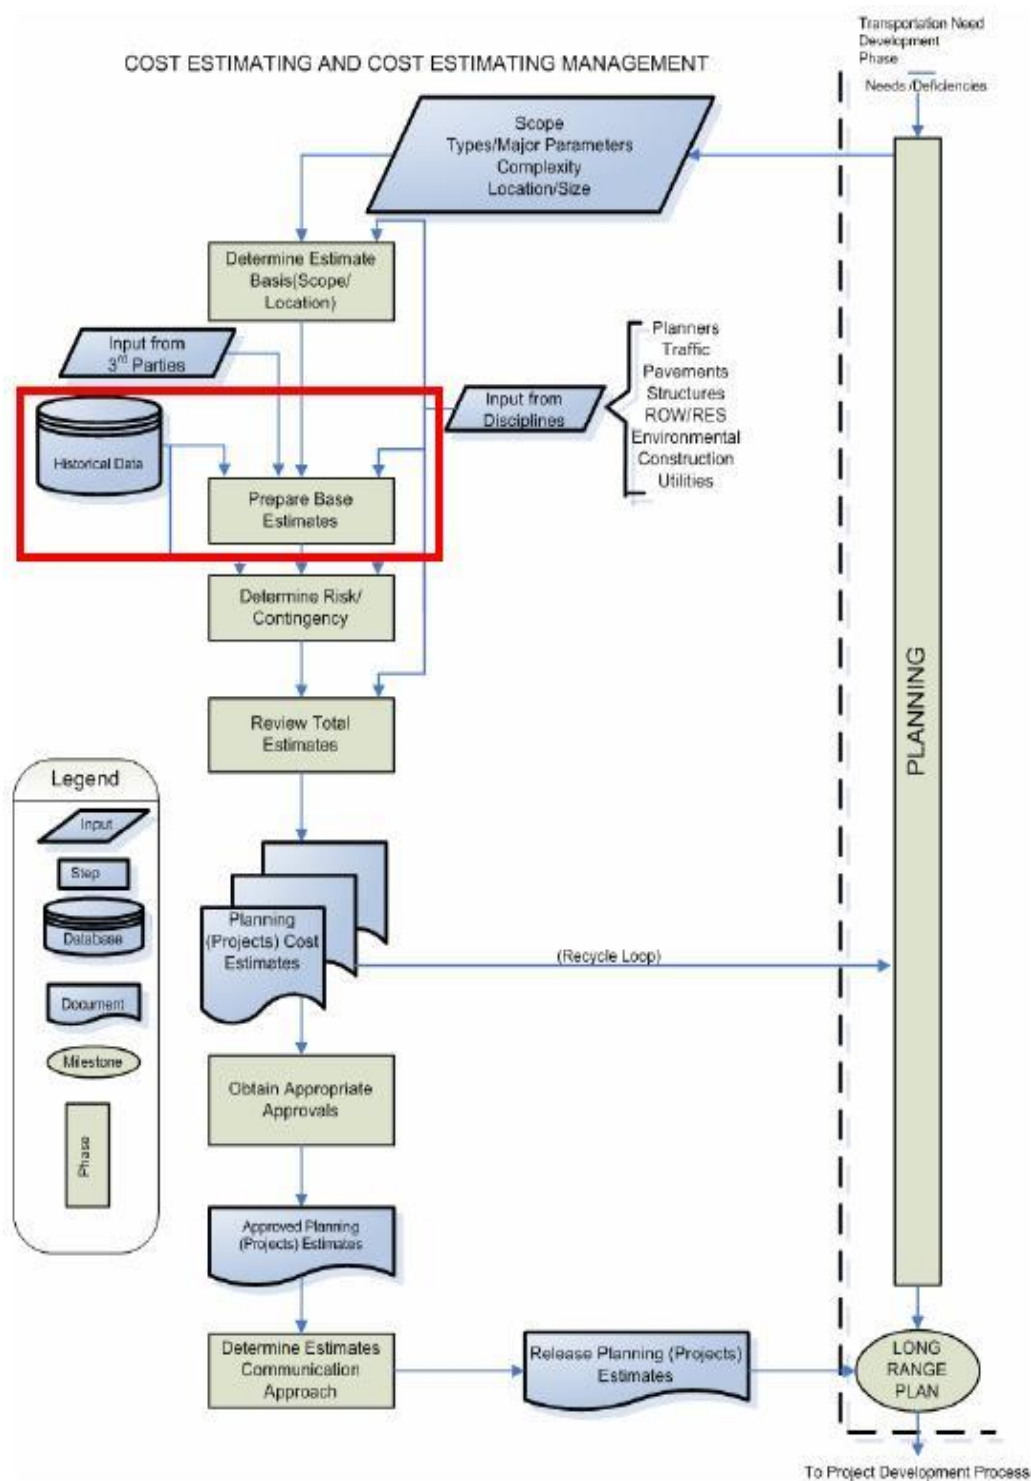 Transportation Need
Development
Phase
COST ESTIMATING AND COST ESTIMATING MANAGEMENT
Needs /Deficiencies
Scope
Types/Major Parameters
Complexity
Location/Size
Determine Estimate
Basis(Scope/
Location)
Input from
3rd Parties
Planners
Traffic
Pavements
Structures
ROW/RES
Environmental
Construction
Utilities
Input from
Disciplines
Historical Data
Prepare Base
Estimates
Determine Risk/
Contingency
PLANNING
Review Total
Estimates
Legend
Input
Step
Database
Document
Milestone
Phase
Planning
(Projects) Cost
Estimates
(Recycle Loop)
Obtain Appropriate
Approvals
Approved Planning
(Projects) Estimates
Determine Estimates
Communication
Approach
Release Planning (Projects)
Estimates
LONG
RANGE
PLAN
To Project Development Process